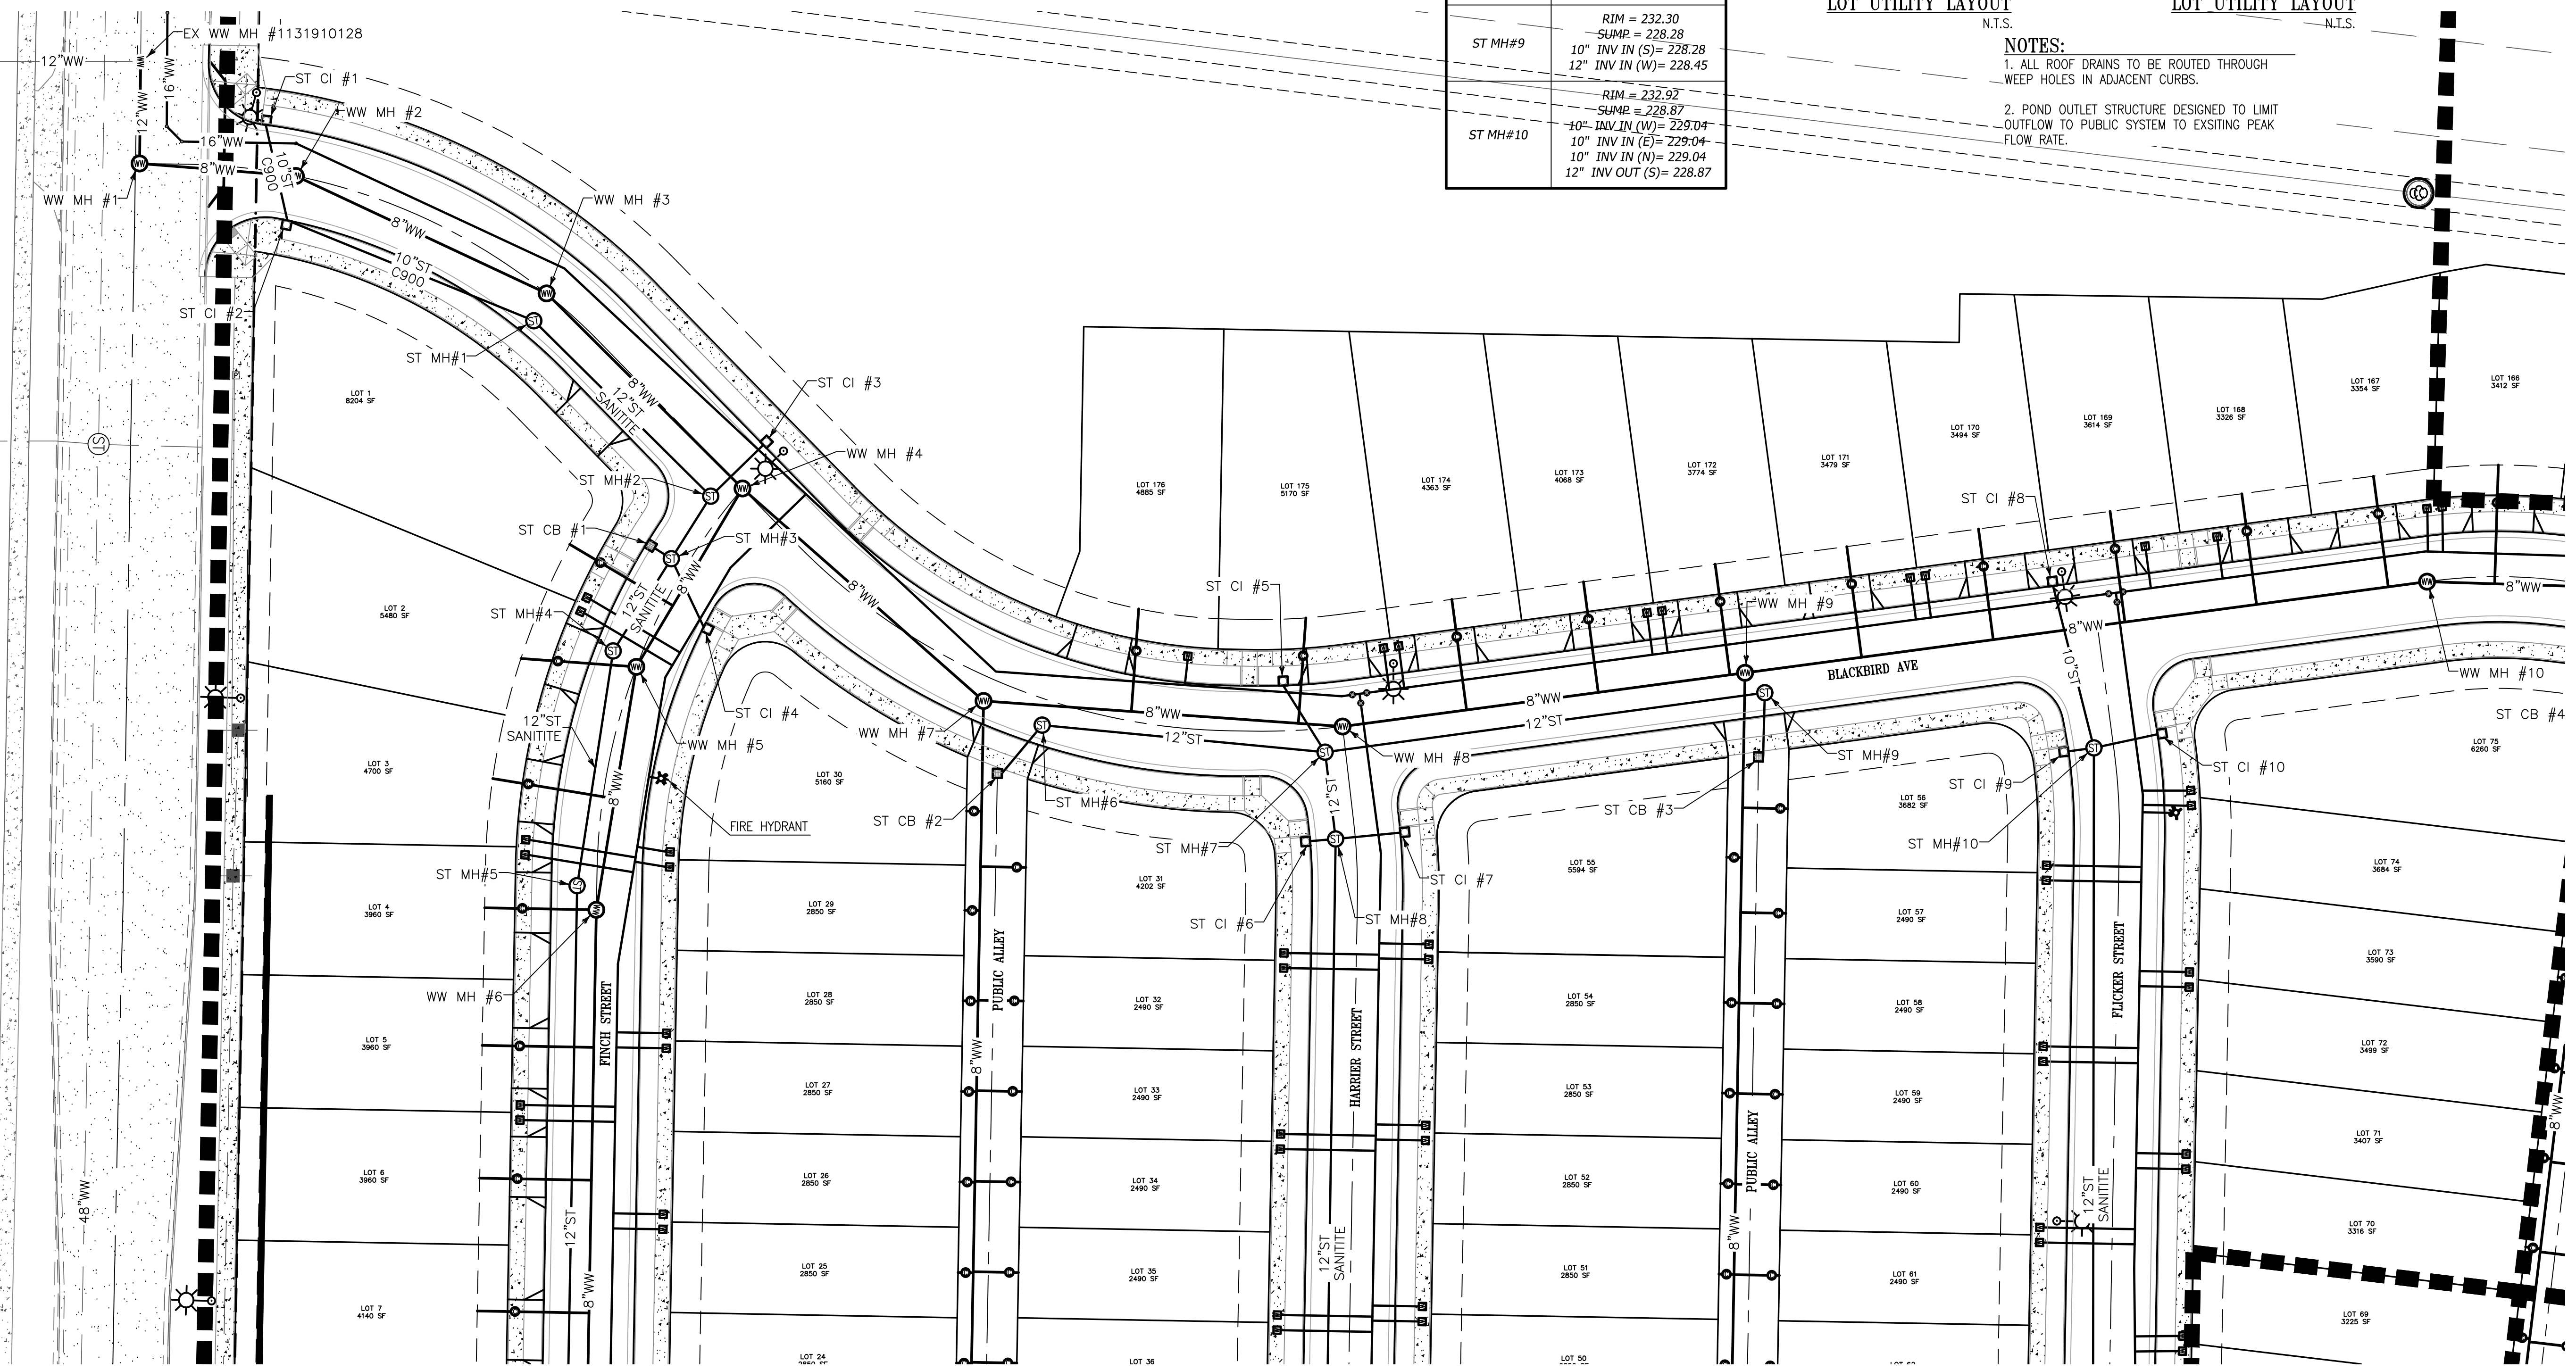 LOT UTILITY LAYOUT
N.T.S.
LOT UTILITY LAYOUT
N.T.S.
NOTES:
1. ALL ROOF DRAINS TO BE ROUTED THROUGH
WEEP HOLES IN ADJACENT CURBS.
2. POND OUTLET STRUCTURE DESIGNED TO LIMIT
OUTFLOW TO PUBLIC SYSTEM TO EXSITING PEAK
FLOW RATE.
ST MH#9
RIM = 232.30
SUMP = 228.28
10" INV IN (S)= 228.28
12" INV IN (W)= 228.45
ST MH#10
RIM = 232.92
SUMP = 228.87
10" INV IN (W)= 229.04
10" INV IN (E)= 229.04
10" INV IN (N)= 229.04
12" INV OUT (S)= 228.87
EX WW MH #1131910128
12"WW
16"WW
12"WW
ST CI #1
WW MH #2
16"WW
8"WW
10"ST
C900
WW MH #1
WW MH #3
8"WW
10"ST
C900
ST CI #2
ST MH#1
8"WW
12"ST
SANITITE
ST CI #3
WW MH #4
ST MH#2
ST CB #1
ST MH#3
8"WW
12"ST
SANITITE
ST MH#4
8"WW
ST CI #4
WW MH #5
12"ST
SANITITE
8"WW
FIRE HYDRANT
ST MH#5
WW MH #6
FINCH STREET
12"ST
8"WW
48"WW
ST
WW MH #7
8"WW
12"ST
ST MH#6
ST CB #2
ST CI #5
WW MH #8
ST MH#7
12"ST
ST CI #6
ST CI #7
ST MH#8
PUBLIC ALLEY
8"WW
HARRIER STREET
12"ST
SANITITE
8"WW
12"ST
WW MH #9
BLACKBIRD AVE
ST MH#9
ST CB #3
ST CI #8
8"WW
10"ST
ST CI #9
ST CI #10
ST MH#10
WW MH #10
8"WW
ST CB #4
PUBLIC ALLEY
8"WW
FLICKER STREET
12"ST
SANITITE
8"WW
LOT 1
8204 SF
LOT 2
5480 SF
LOT 3
4700 SF
LOT 4
3960 SF
LOT 5
3960 SF
LOT 6
3960 SF
LOT 7
4140 SF
LOT 30
5160 SF
LOT 29
2850 SF
LOT 28
2850 SF
LOT 27
2850 SF
LOT 26
2850 SF
LOT 25
2850 SF
LOT 24
LOT 31
4202 SF
LOT 32
2490 SF
LOT 33
2490 SF
LOT 34
2490 SF
LOT 35
2490 SF
LOT 36
LOT 55
5594 SF
LOT 54
2850 SF
LOT 53
2850 SF
LOT 52
2850 SF
LOT 51
2850 SF
LOT 50
LOT 56
3682 SF
LOT 57
2490 SF
LOT 58
2490 SF
LOT 59
2490 SF
LOT 60
2490 SF
LOT 61
2490 SF
LOT 75
6260 SF
LOT 74
3684 SF
LOT 73
3590 SF
LOT 72
3499 SF
LOT 71
3407 SF
LOT 70
3316 SF
LOT 69
3225 SF
LOT 176
4885 SF
LOT 175
5170 SF
LOT 174
4363 SF
LOT 173
4068 SF
LOT 172
3774 SF
LOT 171
3479 SF
LOT 170
3494 SF
LOT 169
3614 SF
LOT 168
3326 SF
LOT 167
3354 SF
LOT 166
3412 SF